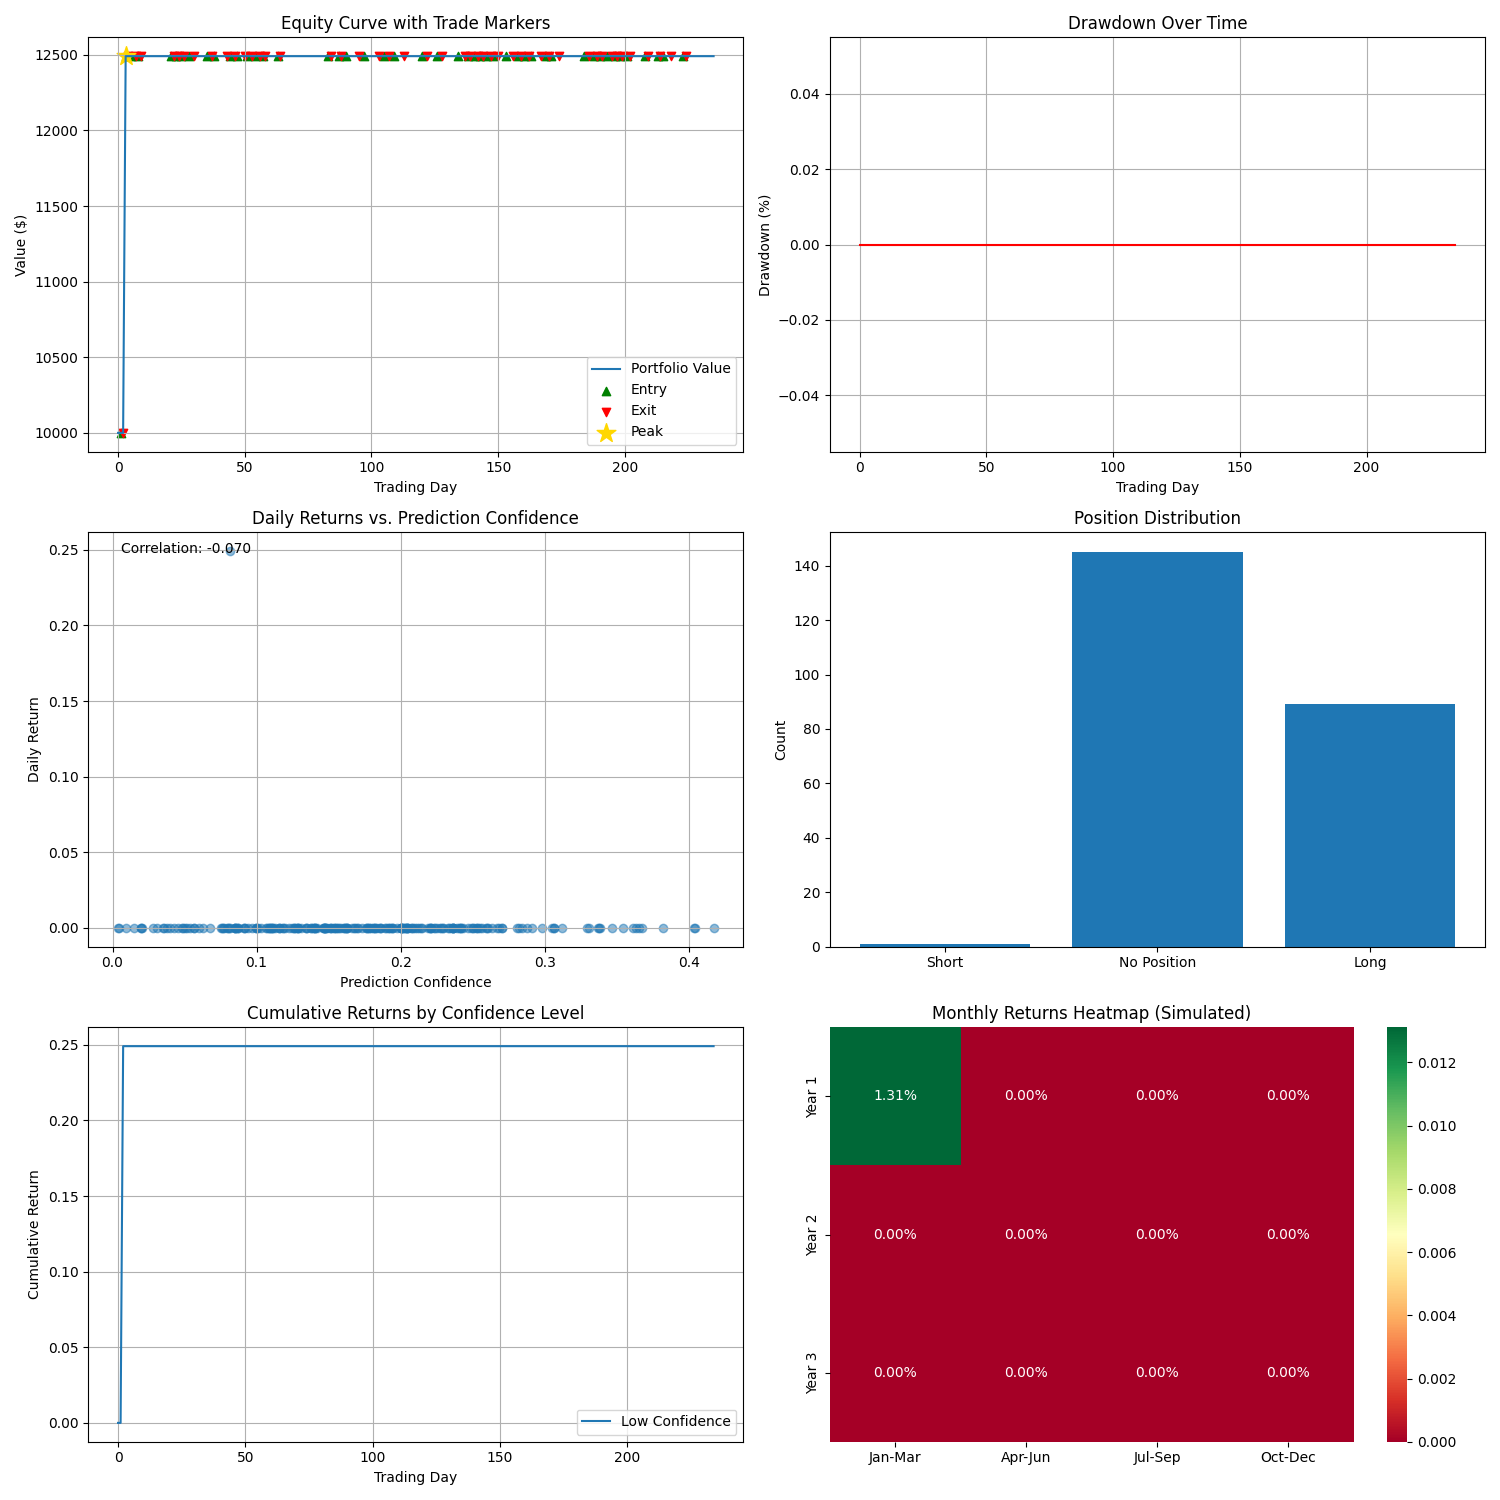 Equity Curve with Trade Markers
12500
12000
11500
11000
10500
10000
Value ($)
Portfolio Value
Entry
Exit
Peak
0 50 100 150 200
Trading Day
Drawdown Over Time
0.04
0.02
0.00
−0.02
−0.04
Drawdown (%)
0 50 100 150 200
Trading Day
Daily Returns vs. Prediction Confidence
Correlation: -0.070
0.25
0.20
0.15
0.10
0.05
0.00
Daily Return
0.0 0.1 0.2 0.3 0.4
Prediction Confidence
Position Distribution
140
120
100
80
60
40
20
0
Count
Short No Position Long
Cumulative Returns by Confidence Level
0.25
0.20
0.15
0.10
0.05
0.00
Cumulative Return
Low Confidence
0 50 100 150 200
Trading Day
Monthly Returns Heatmap (Simulated)
Year 1
1.31% 0.00% 0.00% 0.00%
Year 2
0.00% 0.00% 0.00% 0.00%
Year 3
0.00% 0.00% 0.00% 0.00%
Jan-Mar Apr-Jun Jul-Sep Oct-Dec
0.012
0.010
0.008
0.006
0.004
0.002
0.000